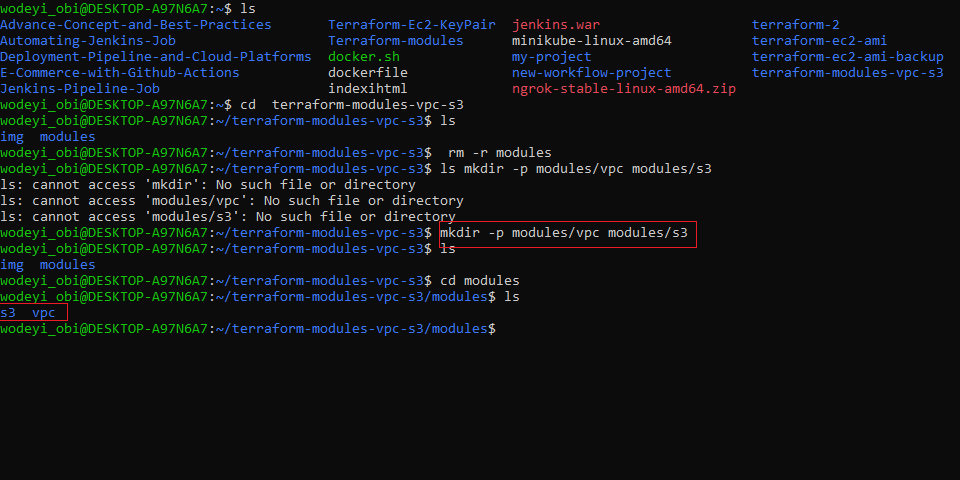 wodeyi_obi@DESKTOP-A97N6A7:~$ ls
Advance-Concept-and-Best-Practices Terraform-Ec2-KeyPair jenkins.war terraform-2
Automating-Jenkins-Job Terraform-modules minikube-linux-amd64 terraform-ec2-ami
Deployment-Pipeline-and-Cloud-Platforms docker.sh my-project terraform-ec2-ami-backup
E-Commerce-with-Github-Actions dockerfile new-workflow-project terraform-modules-vpc-s3
Jenkins-Pipeline-Job indexihtml ngrok-stable-linux-amd64.zip
wodeyi_obi@DESKTOP-A97N6A7:~$ cd  terraform-modules-vpc-s3
wodeyi_obi@DESKTOP-A97N6A7:~/terraform-modules-vpc-s3$ ls
img  modules
wodeyi_obi@DESKTOP-A97N6A7:~/terraform-modules-vpc-s3$  rm -r modules
wodeyi_obi@DESKTOP-A97N6A7:~/terraform-modules-vpc-s3$ ls mkdir -p modules/vpc modules/s3
ls: cannot access 'mkdir': No such file or directory
ls: cannot access 'modules/vpc': No such file or directory
ls: cannot access 'modules/s3': No such file or directory
wodeyi_obi@DESKTOP-A97N6A7:~/terraform-modules-vpc-s3$ mkdir -p modules/vpc modules/s3
wodeyi_obi@DESKTOP-A97N6A7:~/terraform-modules-vpc-s3$ ls
img  modules
wodeyi_obi@DESKTOP-A97N6A7:~/terraform-modules-vpc-s3$ cd modules
wodeyi_obi@DESKTOP-A97N6A7:~/terraform-modules-vpc-s3/modules$ ls
s3  vpc
wodeyi_obi@DESKTOP-A97N6A7:~/terraform-modules-vpc-s3/modules$